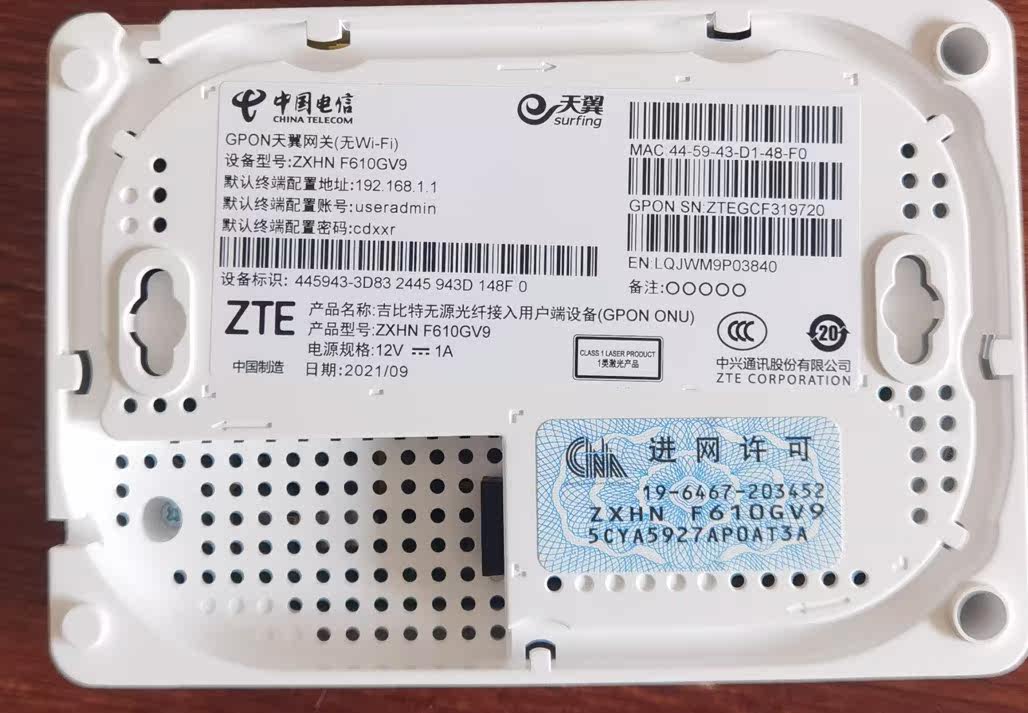 中国电信
CHINA TELECOM
天翼
surfing
GPON天翼网关(无Wi-Fi)
设备型号:ZXHN F610GV9
默认终端配置地址:192.168.1.1
默认终端配置账号:useradmin
默认终端配置密码:cdxxr
设备标识: 445943-3D83 2445 943D 148F 0
MAC 44-59-43-D1-48-F0
GPON SN:ZTEGCF319720
EN:LQJWM9P03840
备注:○○○○○
ZTE
中国制造
产品名称:吉比特无源光纤接入用户端设备(GPON ONU)
产品型号:ZXHN F610GV9
电源规格:12V ⎓ 1A
日期:2021/09
CLASS 1 LASER PRODUCT
1类激光产品
CCC
20
中兴通讯股份有限公司
ZTE CORPORATION
CNA 进网许可
19-6467-203452
ZXHN F610GV9
5CYA5927AP0AT3A